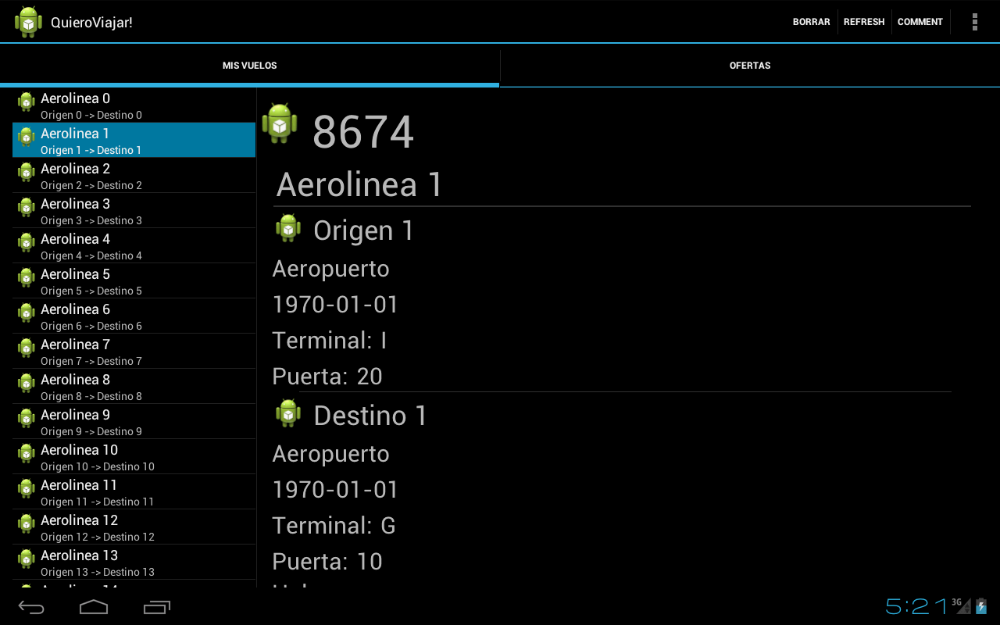 QuieroViajar!
BORRAR REFRESH COMMENT
MIS VUELOS OFERTAS
Aerolinea 0
Origen 0 -> Destino 0
Aerolinea 1
Origen 1 -> Destino 1
Aerolinea 2
Origen 2 -> Destino 2
Aerolinea 3
Origen 3 -> Destino 3
Aerolinea 4
Origen 4 -> Destino 4
Aerolinea 5
Origen 5 -> Destino 5
Aerolinea 6
Origen 6 -> Destino 6
Aerolinea 7
Origen 7 -> Destino 7
Aerolinea 8
Origen 8 -> Destino 8
Aerolinea 9
Origen 9 -> Destino 9
Aerolinea 10
Origen 10 -> Destino 10
Aerolinea 11
Origen 11 -> Destino 11
Aerolinea 12
Origen 12 -> Destino 12
Aerolinea 13
Origen 13 -> Destino 13
8674
Aerolinea 1
Origen 1
Aeropuerto
1970-01-01
Terminal: I
Puerta: 20
Destino 1
Aeropuerto
1970-01-01
Terminal: G
Puerta: 10
5:21 3G